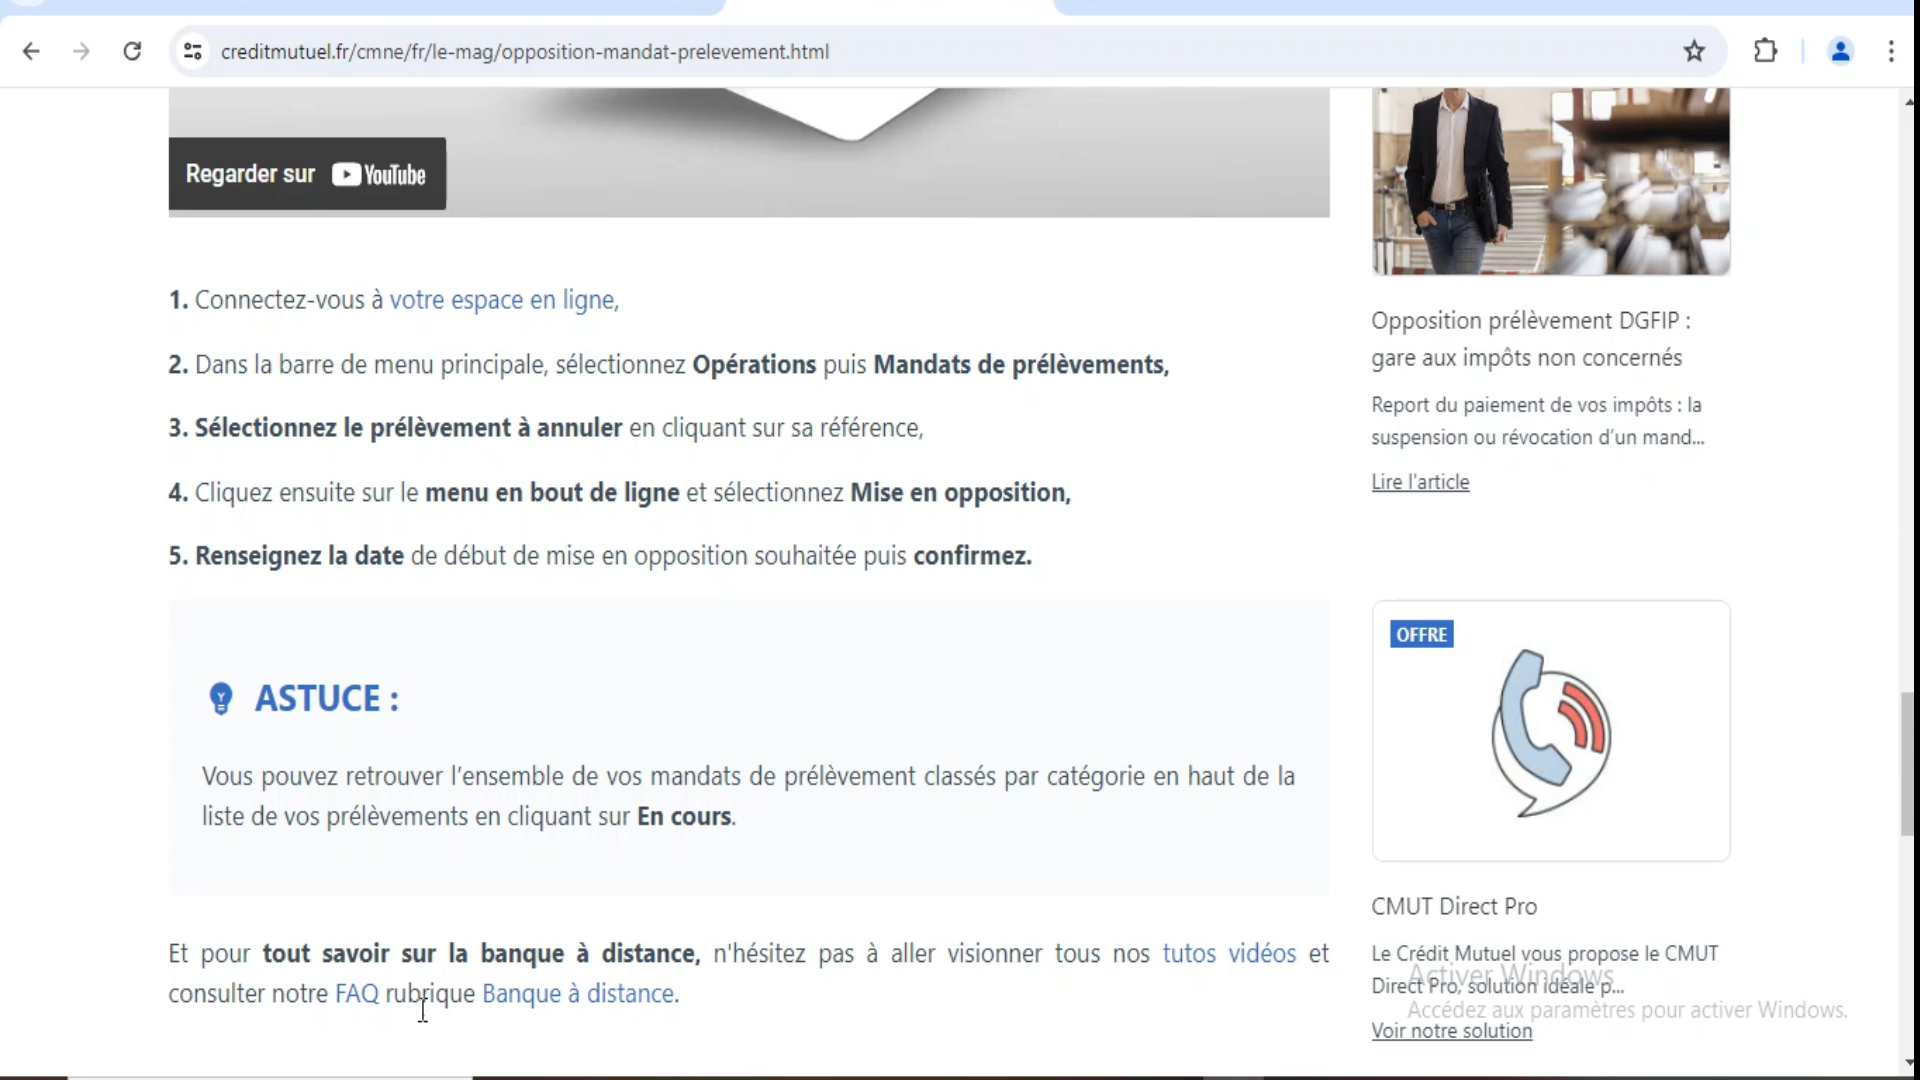 creditmutuel.fr/cmne/fr/le-mag/opposition-mandat-prelevement.html
Regarder sur YouTube
1. Connectez-vous à votre espace en ligne,
2. Dans la barre de menu principale, sélectionnez Opérations puis Mandats de prélèvements,
3. Sélectionnez le prélèvement à annuler en cliquant sur sa référence,
4. Cliquez ensuite sur le menu en bout de ligne et sélectionnez Mise en opposition,
5. Renseignez la date de début de mise en opposition souhaitée puis confirmez.
ASTUCE :
Vous pouvez retrouver l'ensemble de vos mandats de prélèvement classés par catégorie en haut de la
liste de vos prélèvements en cliquant sur En cours.
Et pour tout savoir sur la banque à distance, n'hésitez pas à aller visionner tous nos tutos vidéos et
consulter notre FAQ rubrique Banque à distance.
Opposition prélèvement DGFIP :
gare aux impôts non concernés
Report du paiement de vos impôts : la
suspension ou révocation d'un mand...
Lire l'article
OFFRE
CMUT Direct Pro
Le Crédit Mutuel vous propose le CMUT
Direct Pro, solution idéale p...
Voir notre solution
Activer Windows
Accédez aux paramètres pour activer Windows.